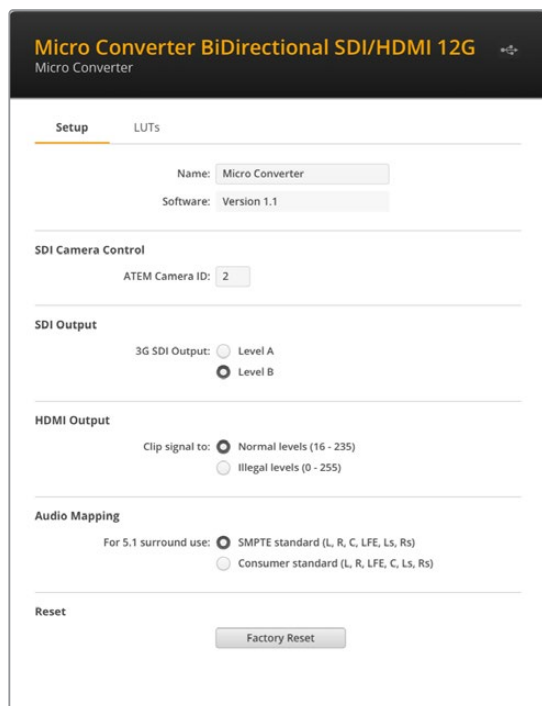 Micro Converter BiDirectional SDI/HDMI 12G
Micro Converter
Setup LUTs
Name: Micro Converter
Software: Version 1.1
SDI Camera Control
ATEM Camera ID: 2
SDI Output
3G SDI Output: Level A
Level B
HDMI Output
Clip signal to: Normal levels (16 - 235)
Illegal levels (0 - 255)
Audio Mapping
For 5.1 surround use: SMPTE standard (L, R, C, LFE, Ls, Rs)
Consumer standard (L, R, LFE, C, Ls, Rs)
Reset
Factory Reset